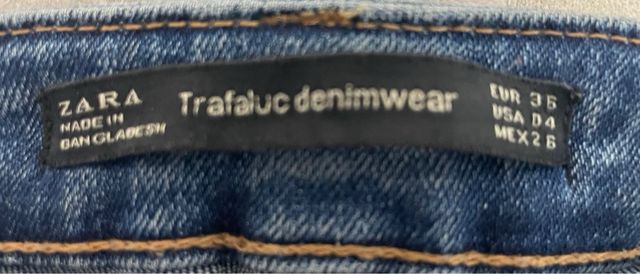 ZARA
MADE IN
BANGLADESH
Trafaluc denimwear
EUR 36
USA 04
MEX 26